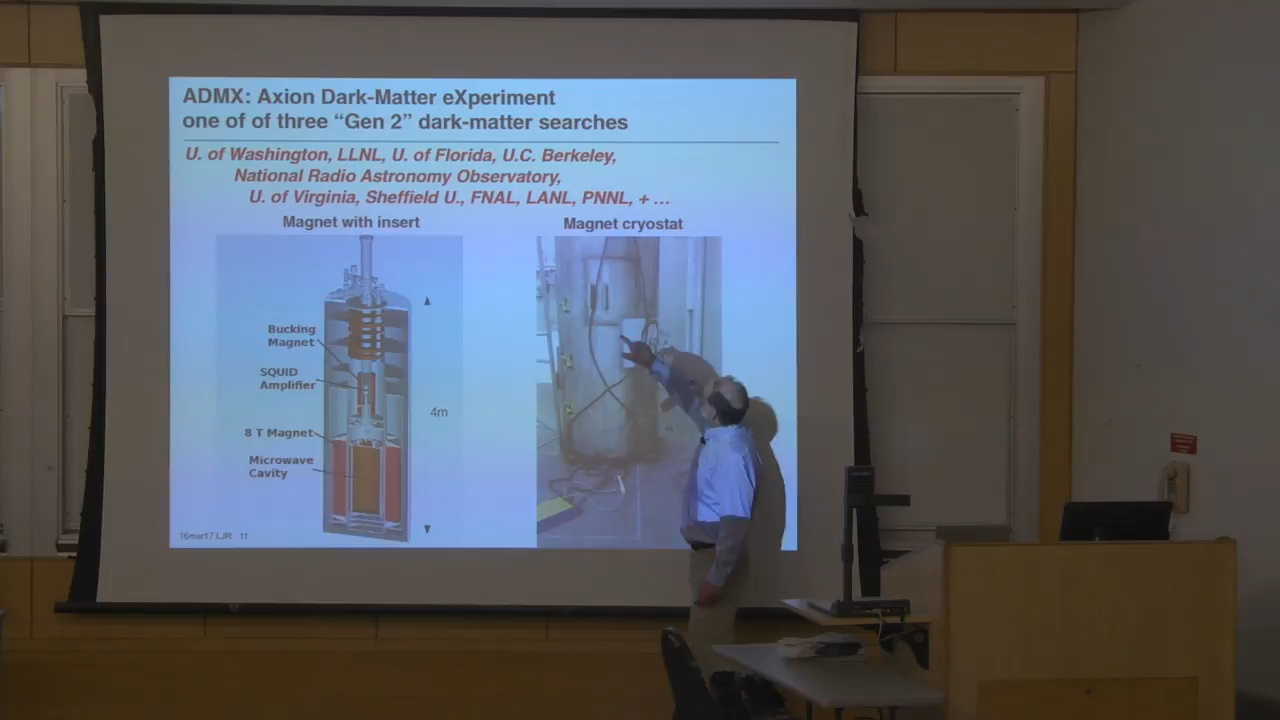 ADMX: Axion Dark-Matter eXperiment
one of of three “Gen 2” dark-matter searches
U. of Washington, LLNL, U. of Florida, U.C. Berkeley,
National Radio Astronomy Observatory,
U. of Virginia, Sheffield U., FNAL, LANL, PNNL, + ...
Magnet with insert
Magnet cryostat
Bucking
Magnet
SQUID
Amplifier
4m
8 T Magnet
Microwave
Cavity
16mar17 LJR 11